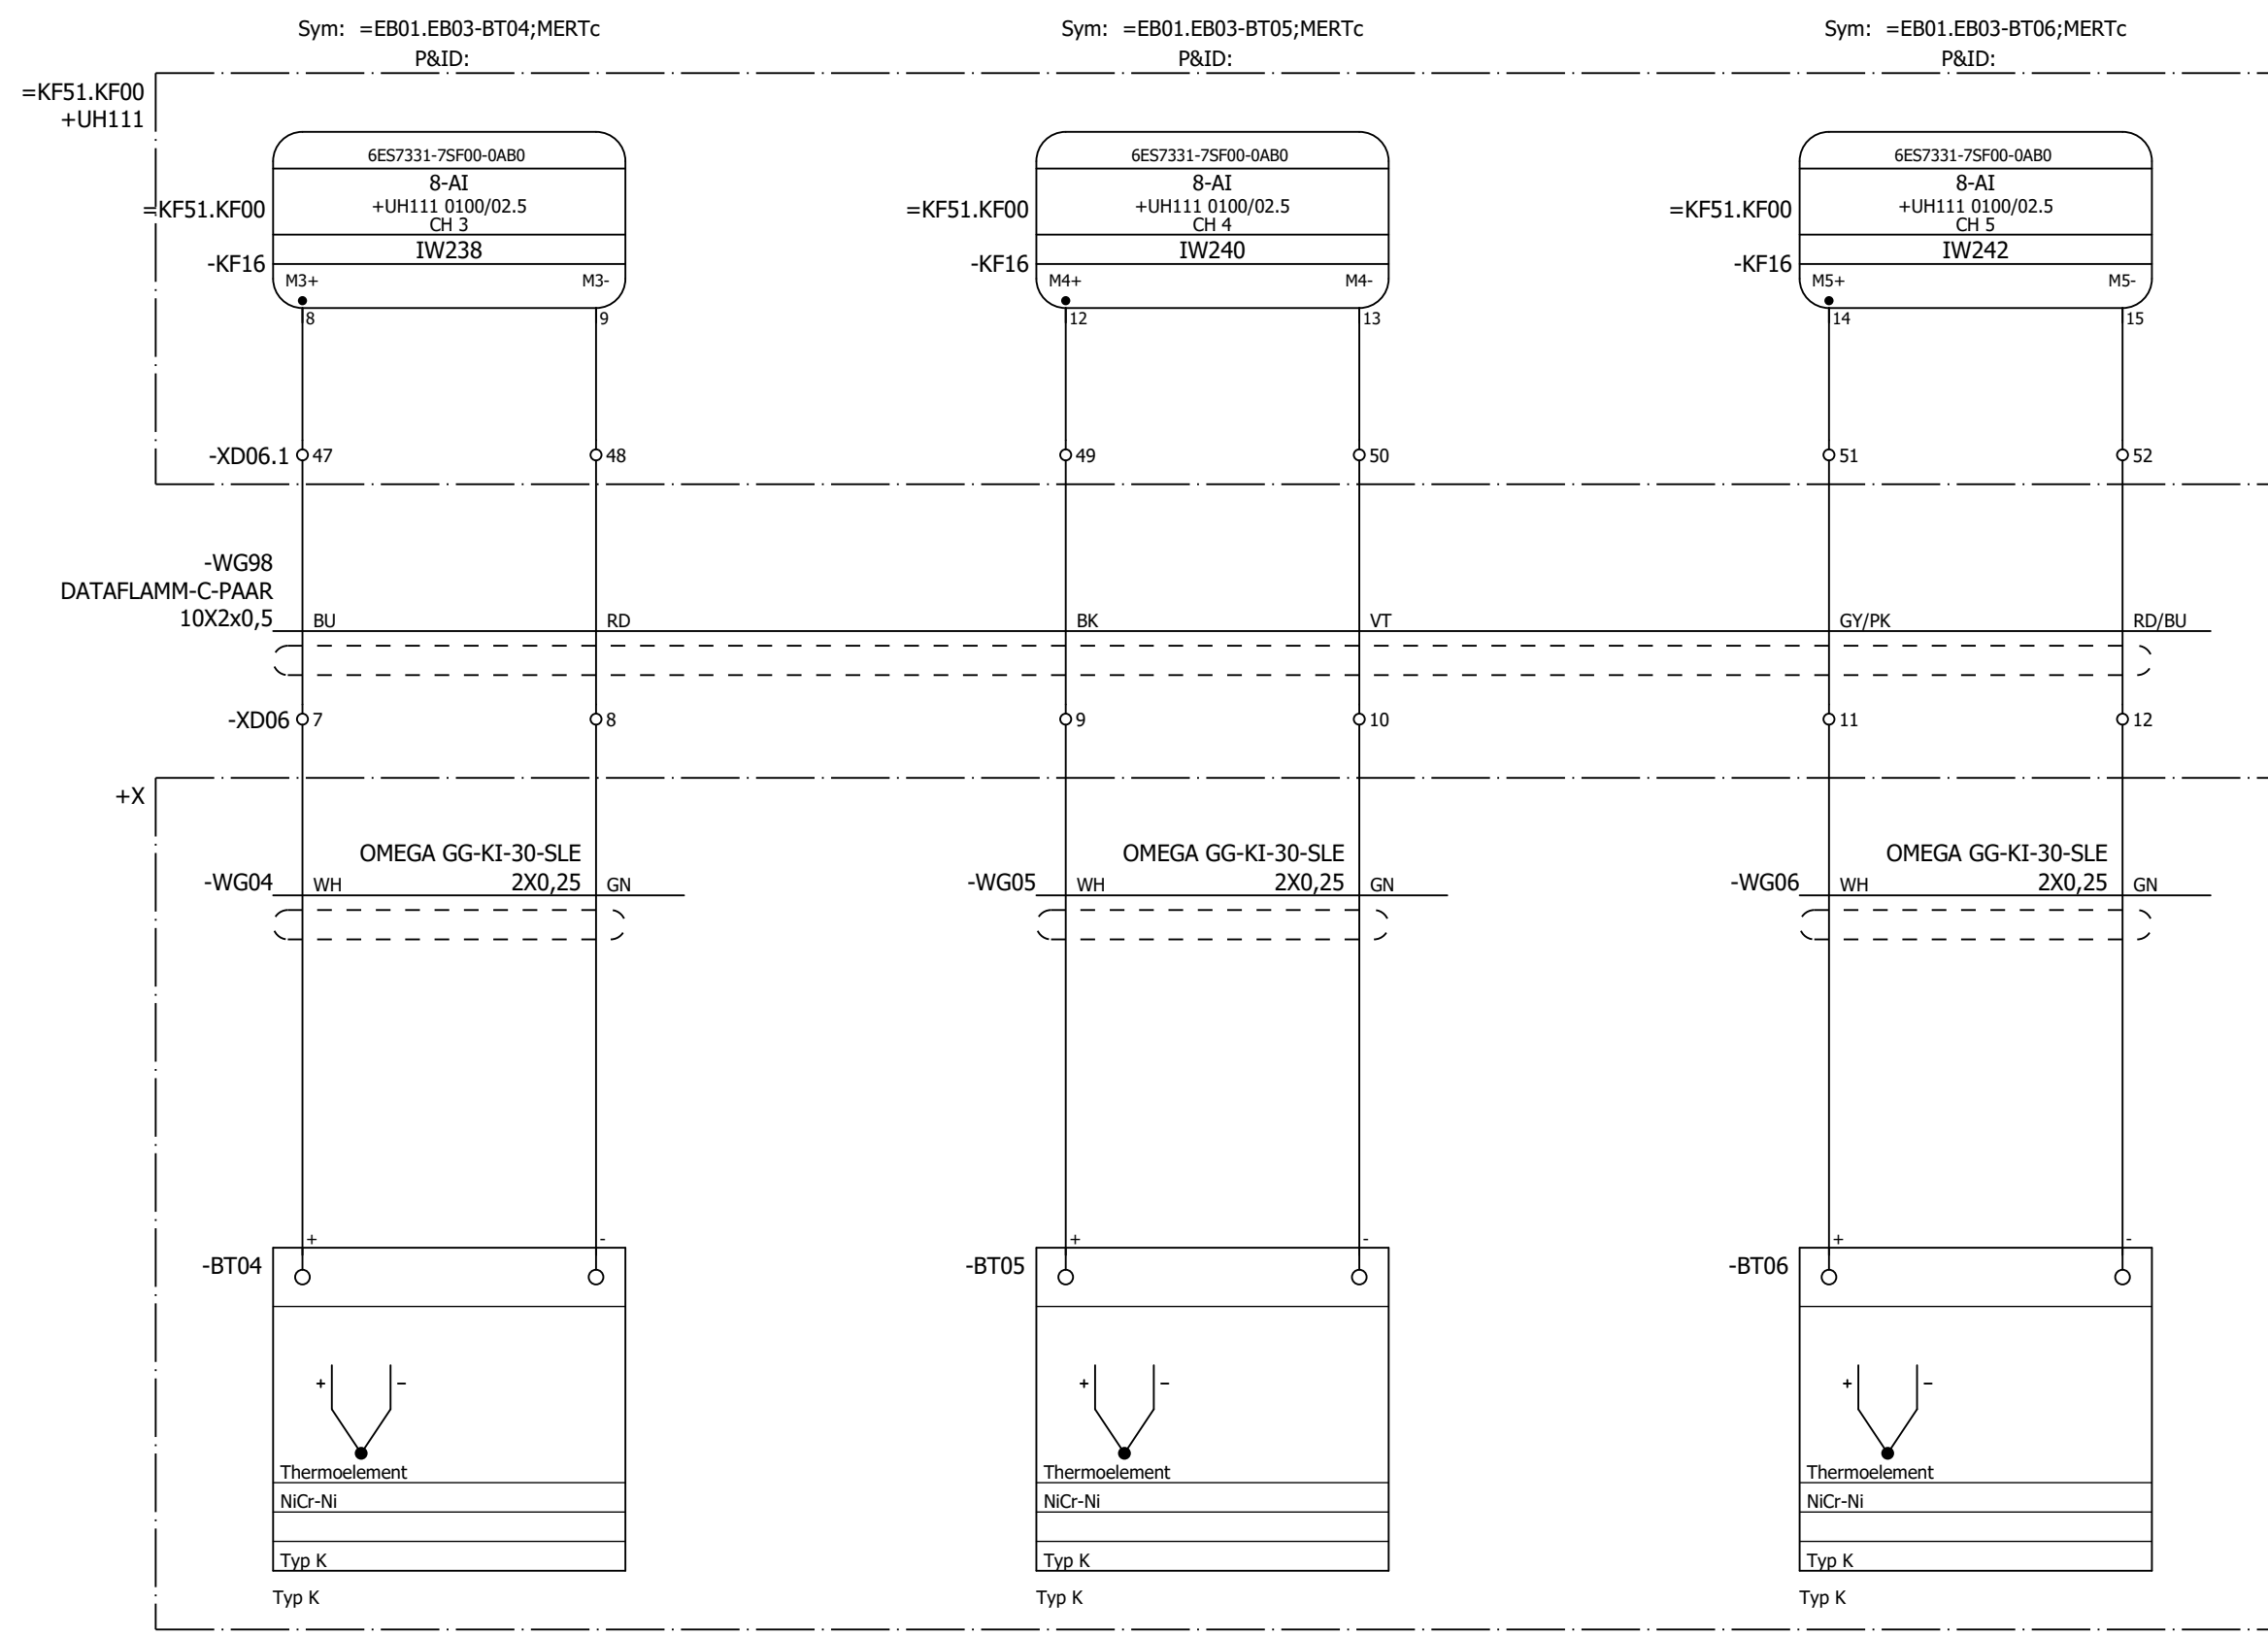 Sym: =EB01.EB03-BT04;MERTc
P&ID:
Sym: =EB01.EB03-BT05;MERTc
P&ID:
Sym: =EB01.EB03-BT06;MERTc
P&ID:
=KF51.KF00
+UH111
=KF51.KF00
-KF16
6ES7331-7SF00-0AB0
8-AI
+UH111 0100/02.5
CH 3
IW238
M3+ M3-
8 9
=KF51.KF00
-KF16
6ES7331-7SF00-0AB0
8-AI
+UH111 0100/02.5
CH 4
IW240
M4+ M4-
12 13
=KF51.KF00
-KF16
6ES7331-7SF00-0AB0
8-AI
+UH111 0100/02.5
CH 5
IW242
M5+ M5-
14 15
-XD06.1 47 48 49 50 51 52
-WG98
DATAFLAMM-C-PAAR
10X2x0,5 BU RD BK VT GY/PK RD/BU
-XD06 7 8 9 10 11 12
+X
OMEGA GG-KI-30-SLE
-WG04 WH 2X0,25 GN
OMEGA GG-KI-30-SLE
-WG05 WH 2X0,25 GN
OMEGA GG-KI-30-SLE
-WG06 WH 2X0,25 GN
+ -
-BT04
+ -
Thermoelement
NiCr-Ni
Typ K
Typ K
+ -
-BT05
+ -
Thermoelement
NiCr-Ni
Typ K
Typ K
+ -
-BT06
+ -
Thermoelement
NiCr-Ni
Typ K
Typ K